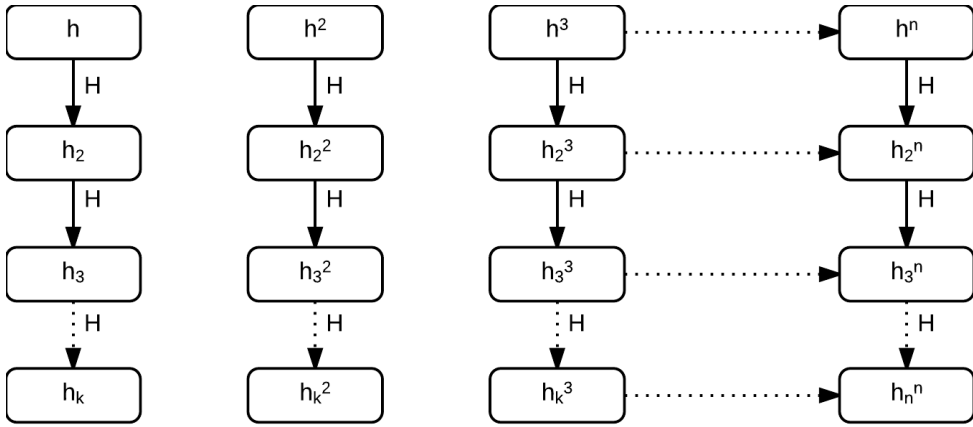 h h² h³ hⁿ
H H H H
h₂ h₂² h₂³ h₂ⁿ
H H H H
h₃ h₃² h₃³ h₃ⁿ
H H H H
hₖ hₖ² hₖ³ hₙⁿ